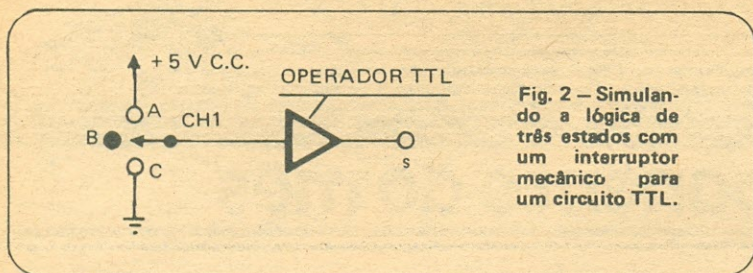 + 5 V C.C.
OPERADOR TTL
A
B
CH1
C
S
Fig. 2 — Simulan-
do a lógica de
três estados com
um interruptor
mecânico para
um circuito TTL.